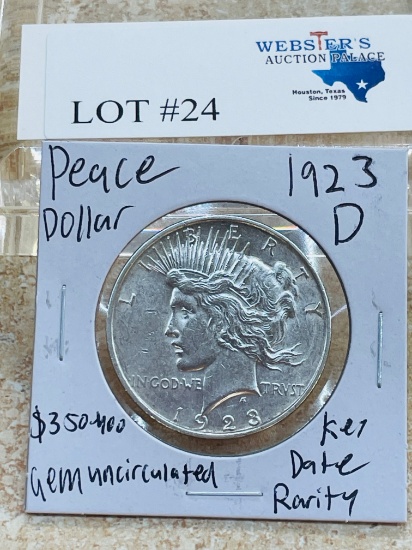 WEBSTER'S
AUCTION PALACE
Houston, Texas
Since 1979
LOT #24
Peace
Dollar
1923
D
LIBERTY
IN GOD WE TRVST
1923
$350-400
Gem uncirculated
Key
Date
Rarity